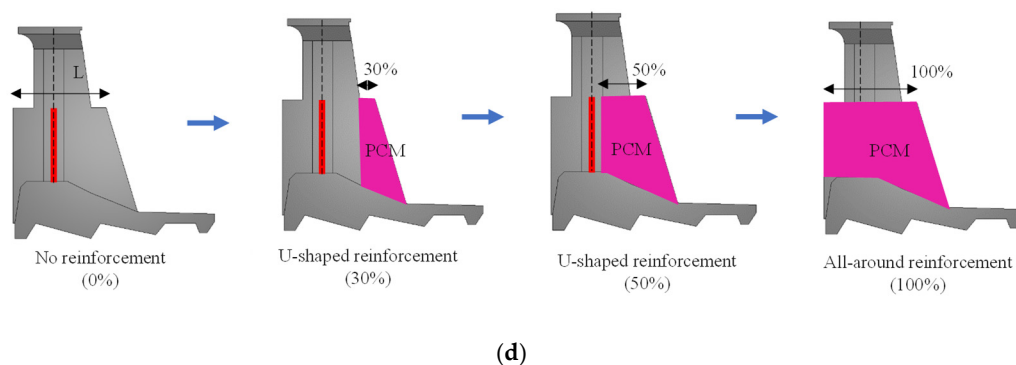 L
30%
50%
100%
PCM
PCM
PCM
No reinforcement
(0%)
U-shaped reinforcement
(30%)
U-shaped reinforcement
(50%)
All-around reinforcement
(100%)
(d)